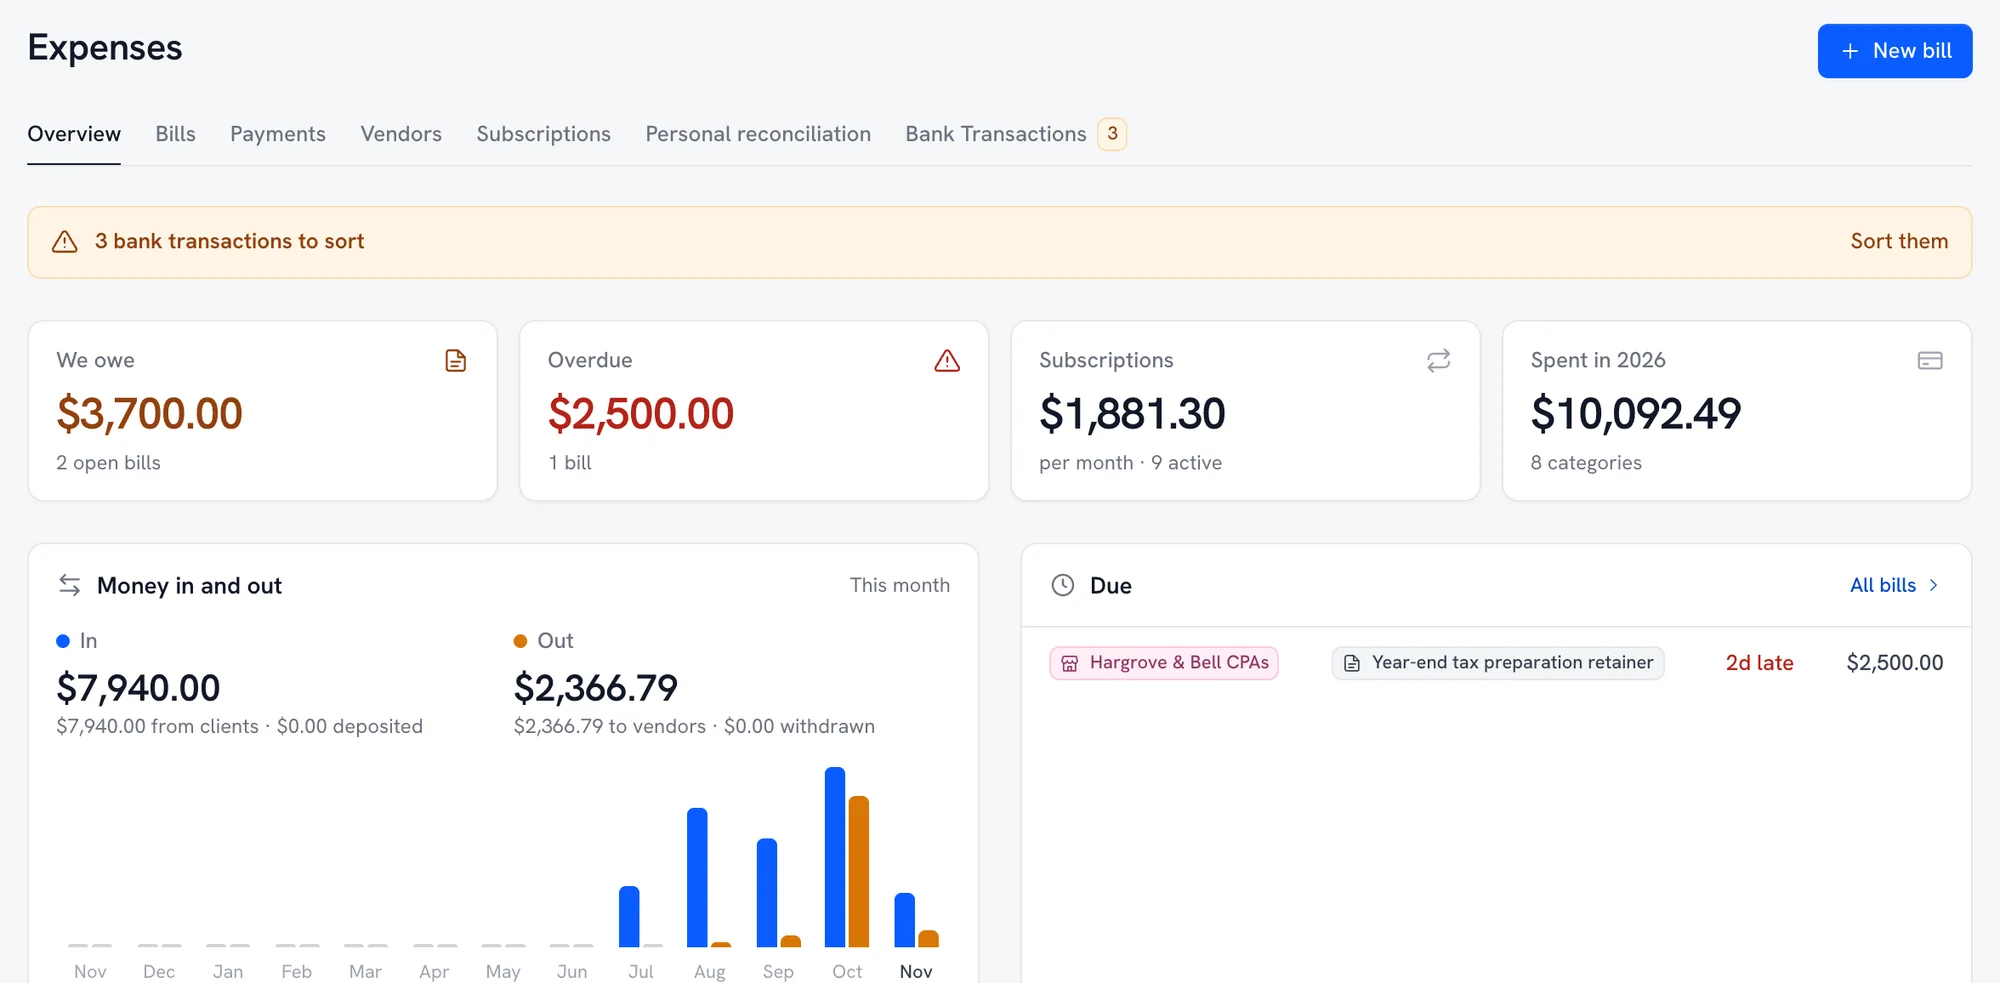 Expenses
New bill
Overview
Bills
Payments
Vendors
Subscriptions
Personal reconciliation
Bank Transactions 3
3 bank transactions to sort
Sort them
We owe
$3,700.00
2 open bills
Overdue
$2,500.00
1 bill
Subscriptions
$1,881.30
per month · 9 active
Spent in 2026
$10,092.49
8 categories
Money in and out
This month
In
$7,940.00
$7,940.00 from clients · $0.00 deposited
Out
$2,366.79
$2,366.79 to vendors · $0.00 withdrawn
Nov
Dec
Jan
Feb
Mar
Apr
May
Jun
Jul
Aug
Sep
Oct
Nov
Due
All bills
Hargrove & Bell CPAs
Year-end tax preparation retainer
2d late
$2,500.00